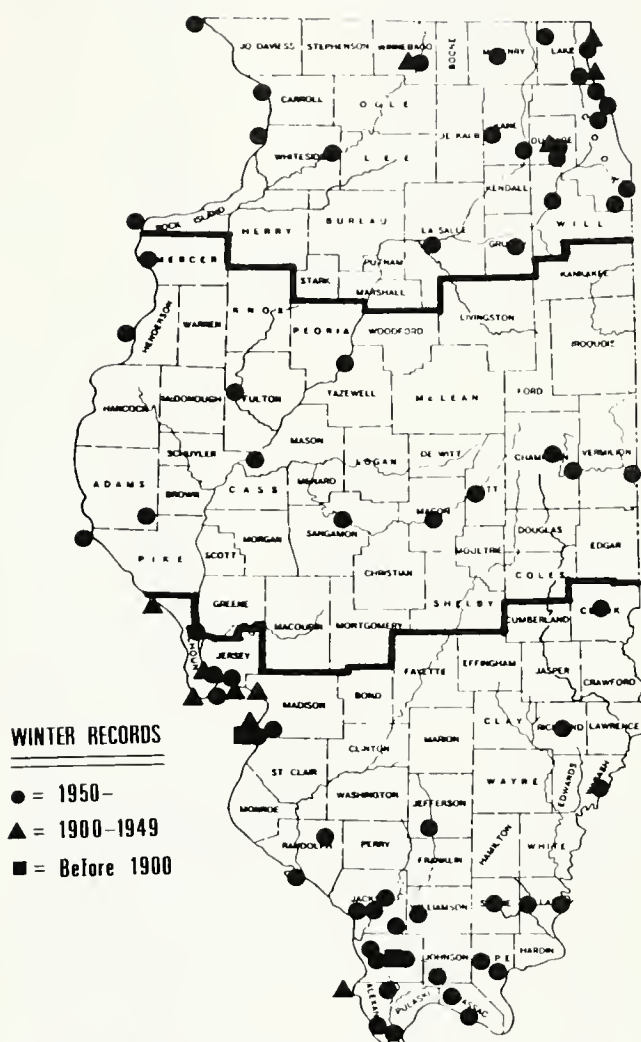 JO DAVIESS STEPHENSON WINNEBAGO BOONE McHENRY LAKE
CARROLL OGLE
DE KALB KANE DU PAGE COOK
WHITESIDE LEE
KENDALL
ROCK ISLAND HENRY BUREAU LA SALLE GRUNDY WILL
PUTNAM
MERCER STARK MARSHALL KANKAKEE
HENDERSON WARREN KNOX PEORIA WOODFORD LIVINGSTON
IROQUOIS
HANCOCK McDONOUGH FULTON TAZEWELL McLEAN FORD
MASON
SCHUYLER LOGAN DE WITT CHAMPAIGN VERMILION
ADAMS BROWN CASS MENARD
MACON
MORGAN SANGAMON DOUGLAS
PIKE SCOTT MOULTRIE EDGAR
CHRISTIAN COLES
GREENE MACOUPIN MONTGOMERY SHELBY CUMBERLAND CLARK
JERSEY FAYETTE EFFINGHAM JASPER CRAWFORD
MADISON BOND
CLAY RICHLAND LAWRENCE
CLINTON MARION
ST CLAIR WAYNE EDWARDS WABASH
WASHINGTON
MONROE JEFFERSON
RANDOLPH PERRY HAMILTON WHITE
FRANKLIN
WILLIAMSON
JOHNSON HARDIN
PULASKI
WINTER RECORDS
● = 1950-
▲ = 1900-1949
■ = Before 1900